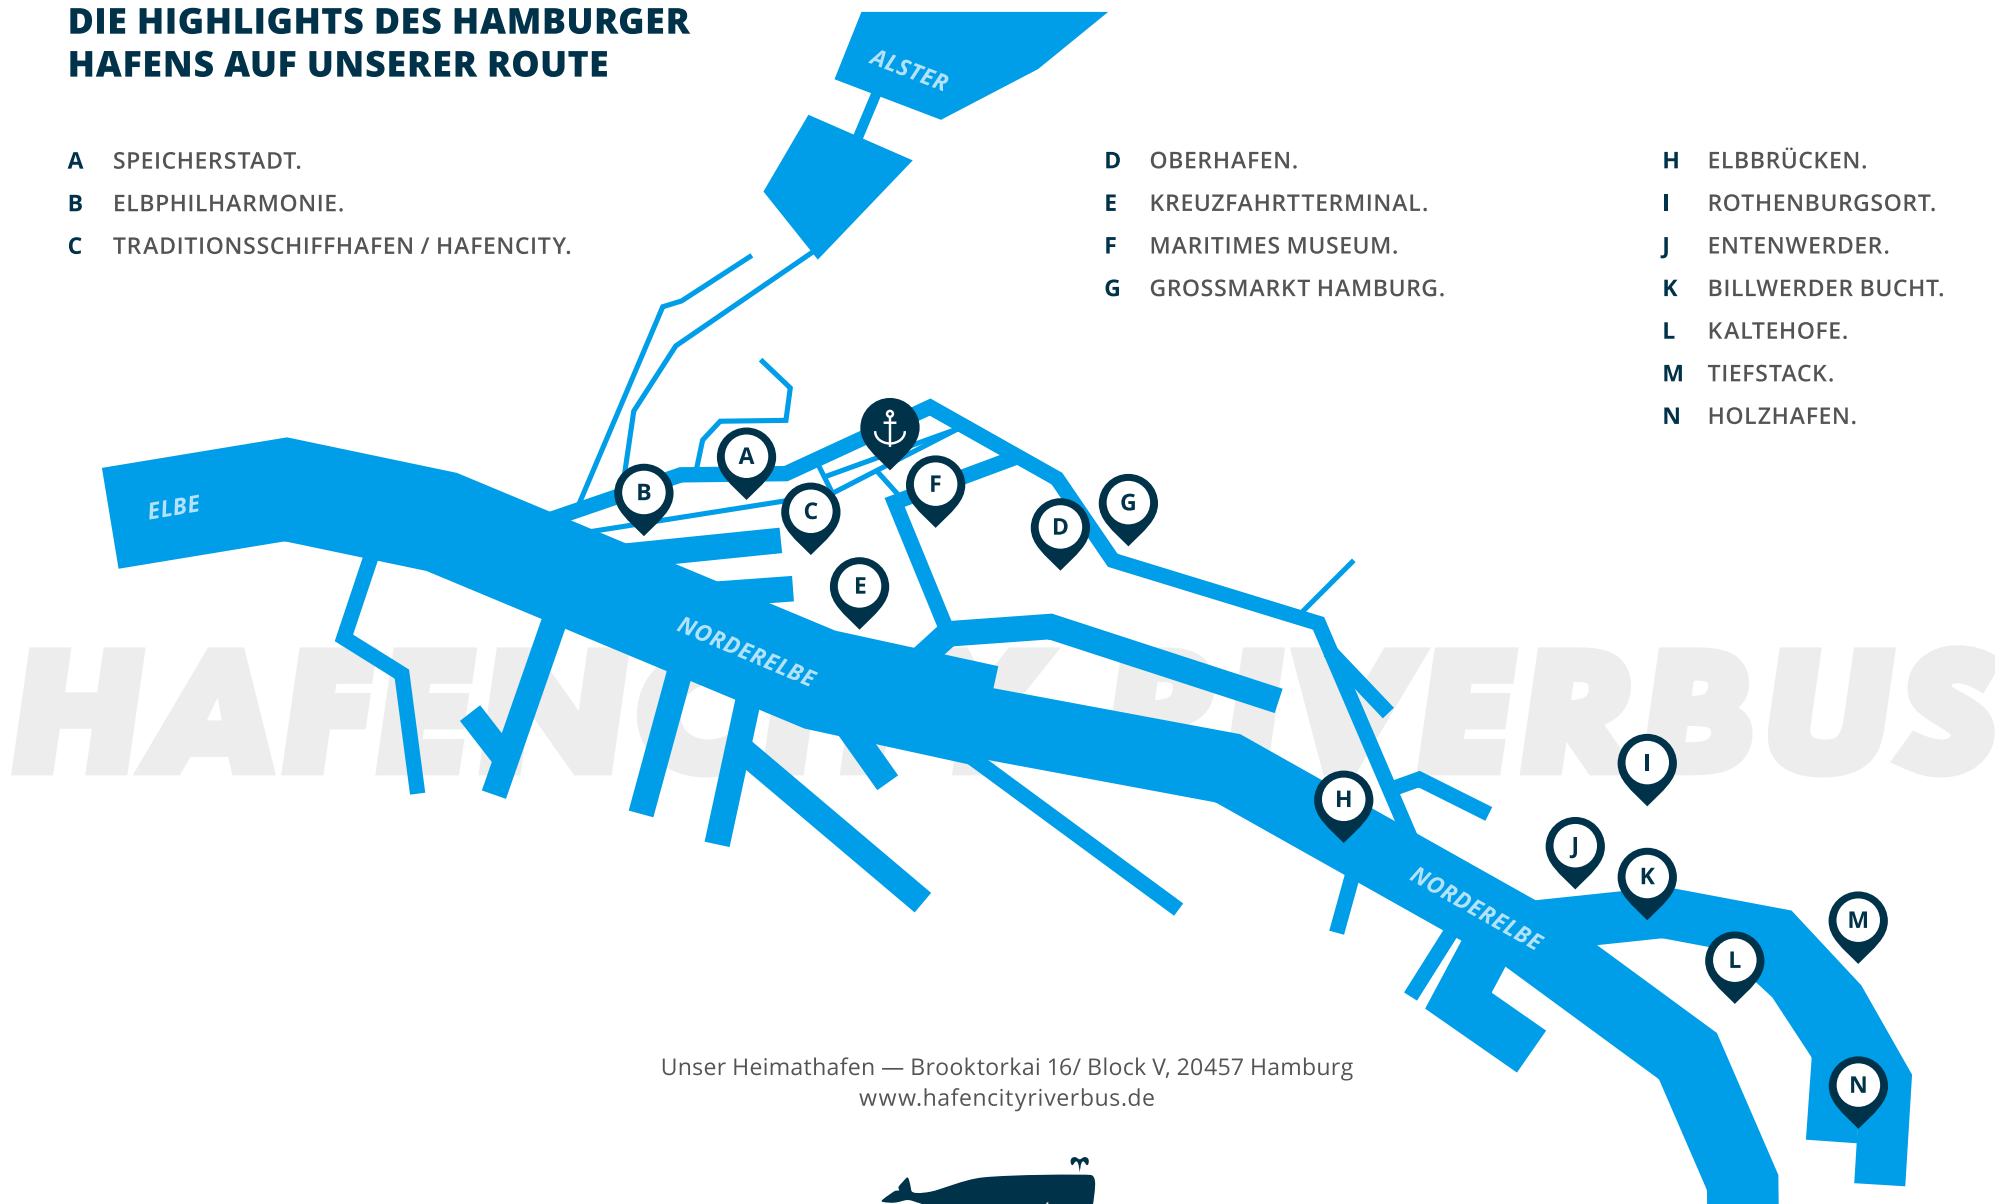 DIE HIGHLIGHTS DES HAMBURGER
HAFENS AUF UNSERER ROUTE
A SPEICHERSTADT.
B ELBPHILHARMONIE.
C TRADITIONSSCHIFFHAFEN / HAFENCITY.
D OBERHAFEN.
E KREUZFAHRTTERMINAL.
F MARITIMES MUSEUM.
G GROSSMARKT HAMBURG.
H ELBBRÜCKEN.
I ROTHENBURGSORT.
J ENTENWERDER.
K BILLWERDER BUCHT.
L KALTEHOFE.
M TIEFSTACK.
N HOLZHAFEN.
ALSTER
ELBE
A
B
C
F
G
D
E
NORDERELBE
HAFENCITY RIVERBUS
I
H
J
K
NORDERELBE
M
L
N
Unser Heimathafen — Brooktorkai 16/ Block V, 20457 Hamburg
www.hafencityriverbus.de